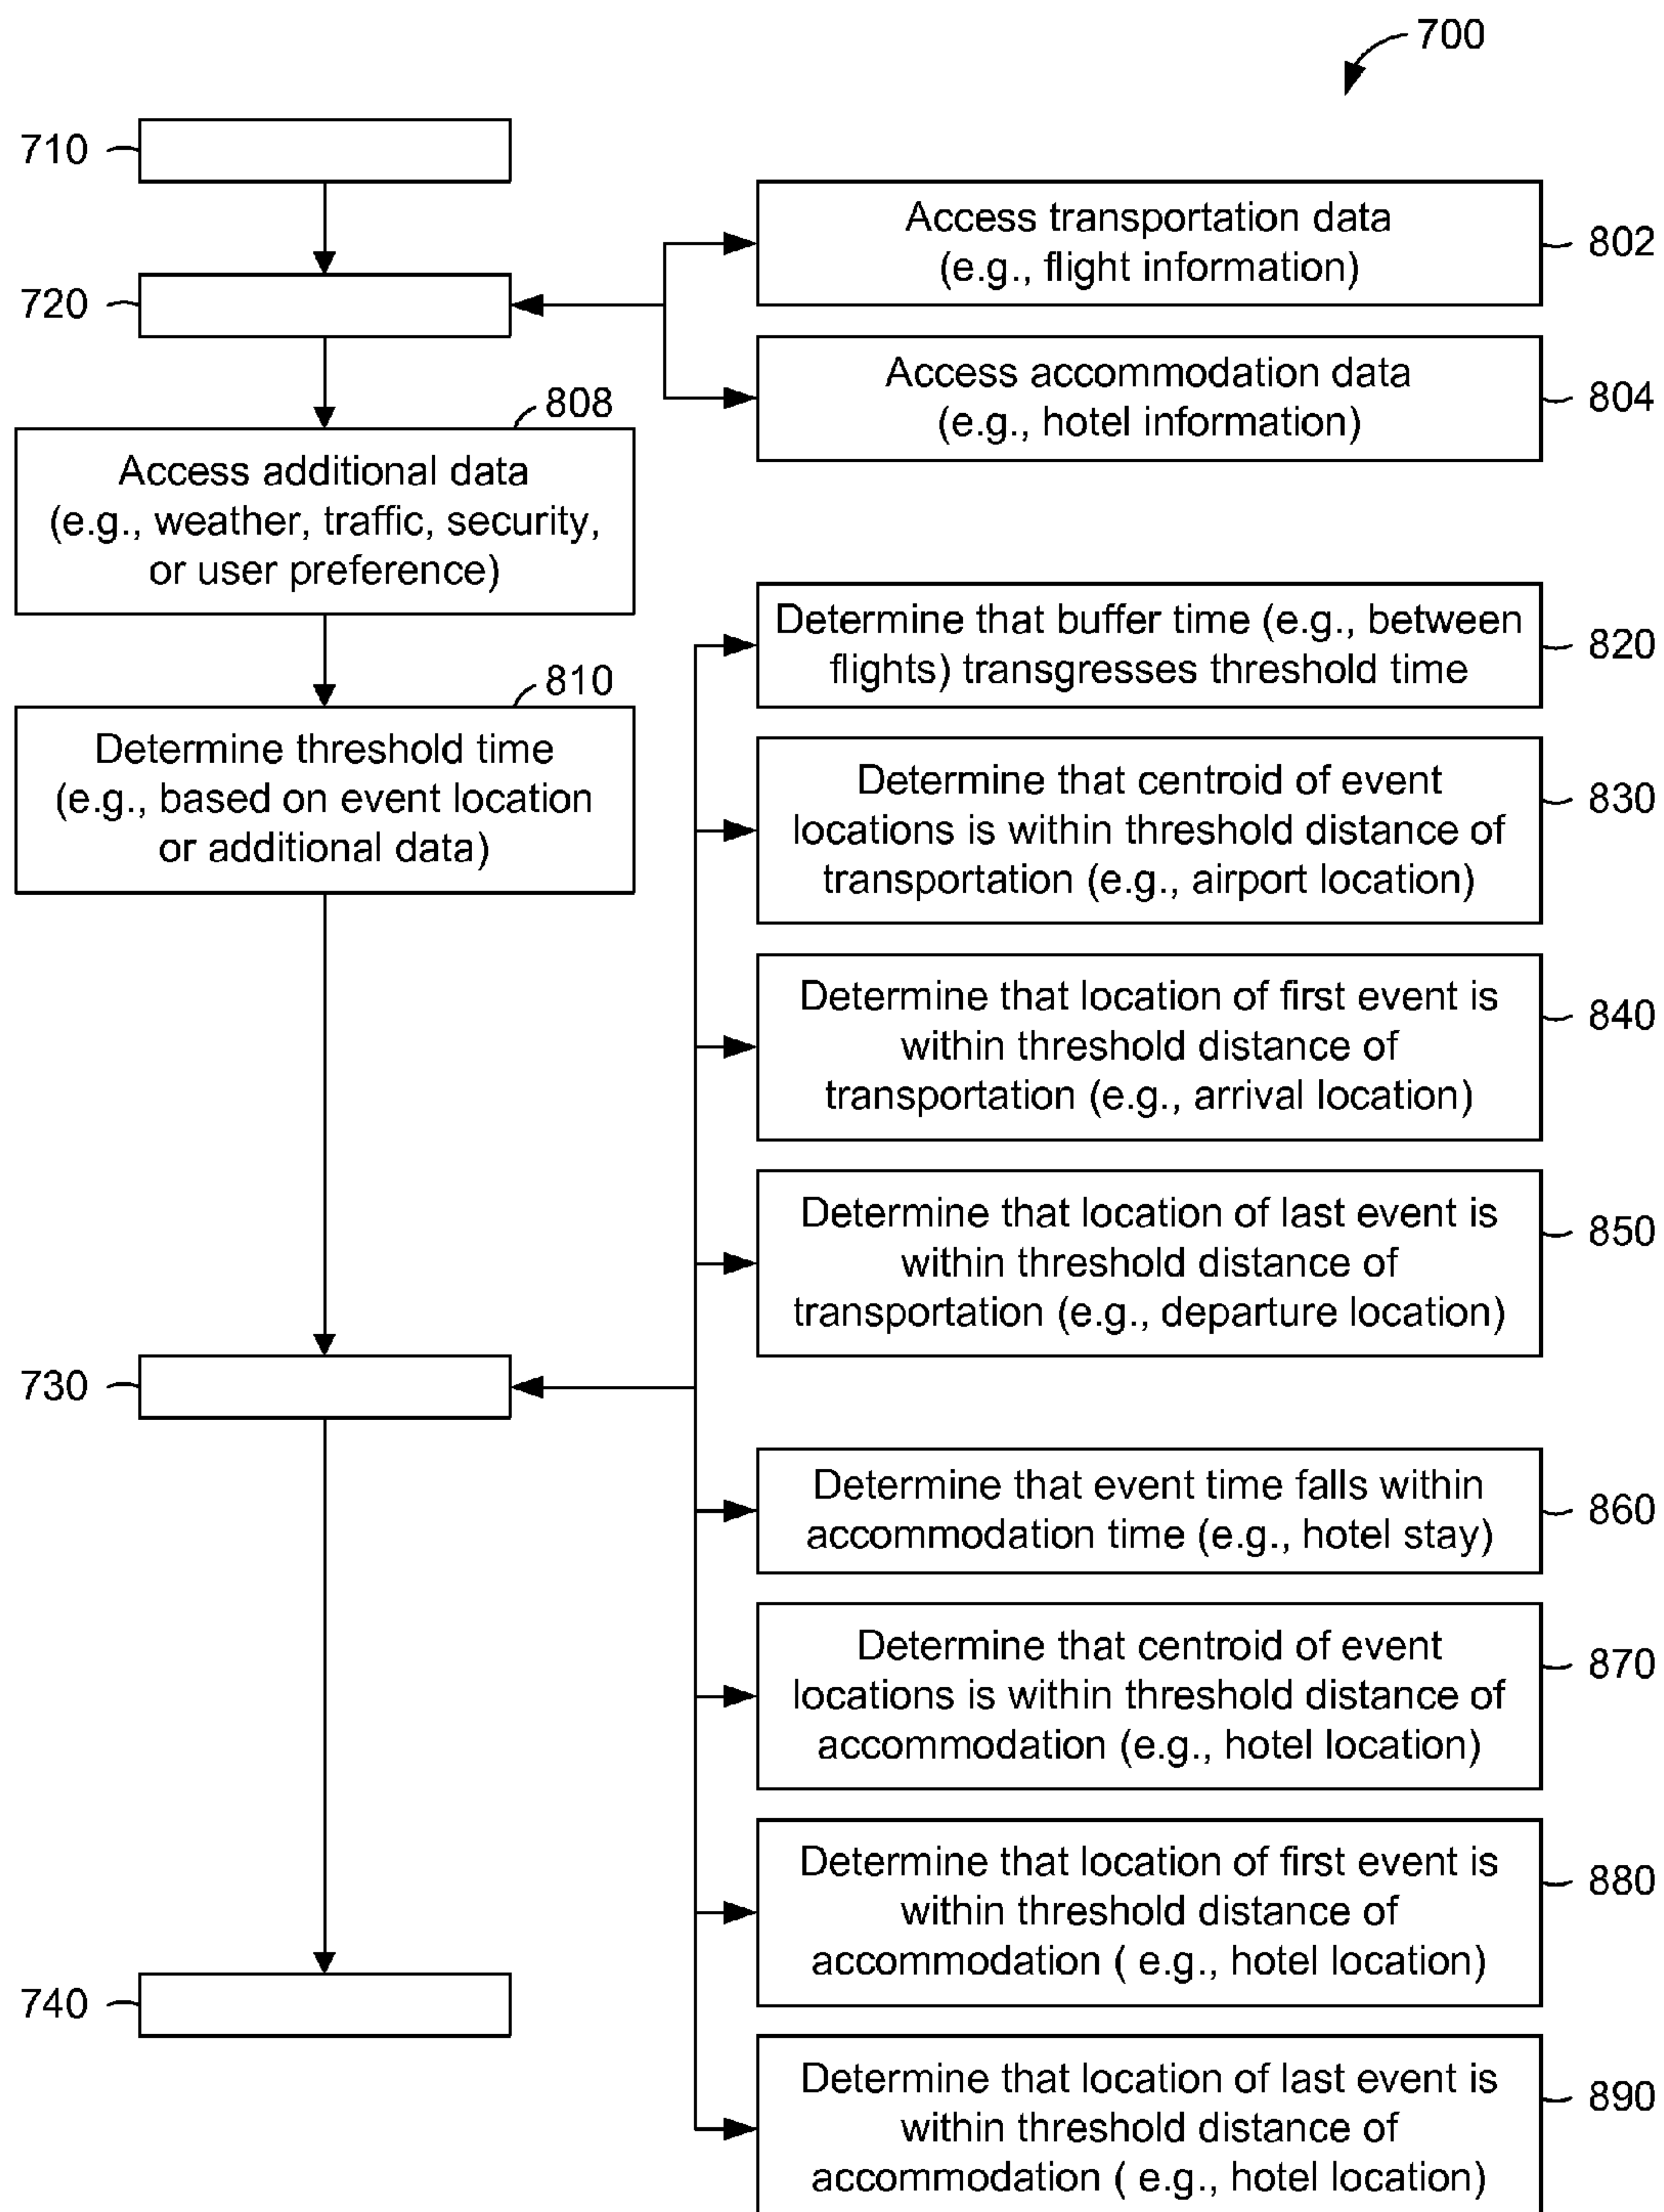 700
710
Access transportation data
(e.g., flight information)
802
720
Access accommodation data
(e.g., hotel information)
804
808
Access additional data
(e.g., weather, traffic, security,
or user preference)
Determine that buffer time (e.g., between
flights) transgresses threshold time
820
810
Determine threshold time
(e.g., based on event location
or additional data)
Determine that centroid of event
locations is within threshold distance of
transportation (e.g., airport location)
830
Determine that location of first event is
within threshold distance of
transportation (e.g., arrival location)
840
Determine that location of last event is
within threshold distance of
transportation (e.g., departure location)
850
730
Determine that event time falls within
accommodation time (e.g., hotel stay)
860
Determine that centroid of event
locations is within threshold distance of
accommodation (e.g., hotel location)
870
Determine that location of first event is
within threshold distance of
accommodation ( e.g., hotel location)
880
740
Determine that location of last event is
within threshold distance of
accommodation ( e.g., hotel location)
890